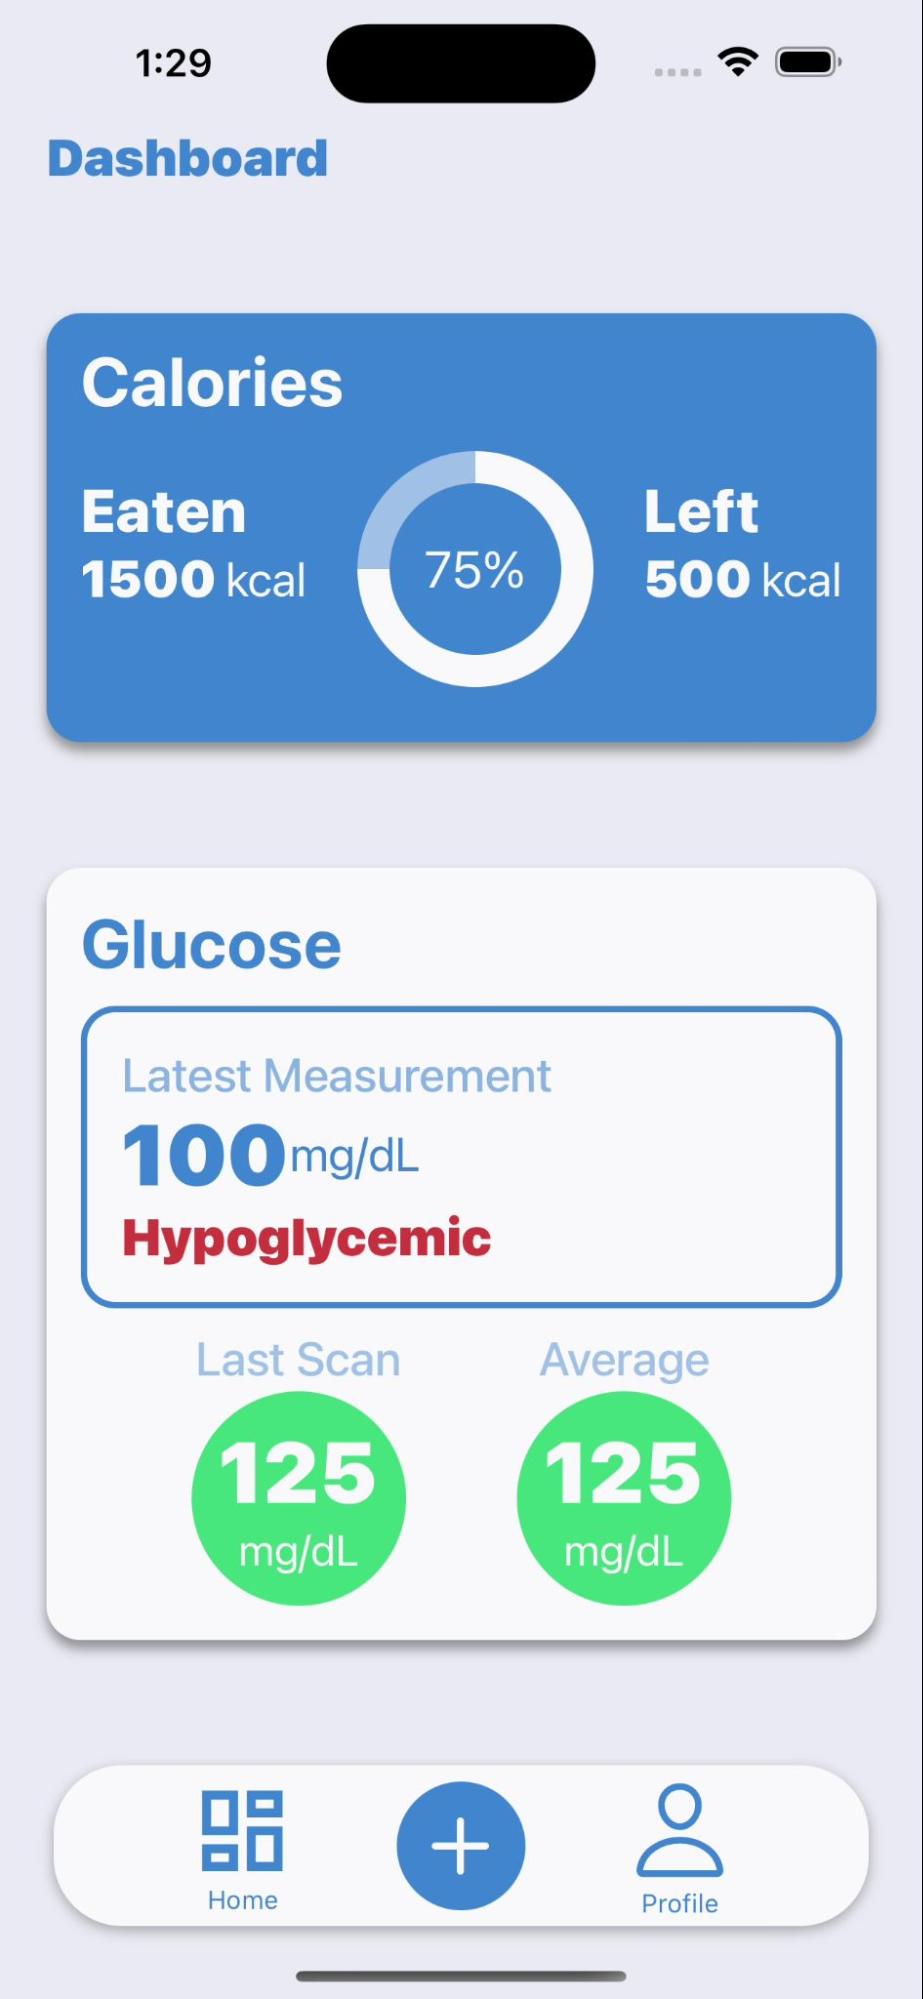 1:29
Dashboard
Calories
Eaten
1500 kcal
75%
Left
500 kcal
Glucose
Latest Measurement
100mg/dL
Hypoglycemic
Last Scan
125
mg/dL
Average
125
mg/dL
Home
Profile